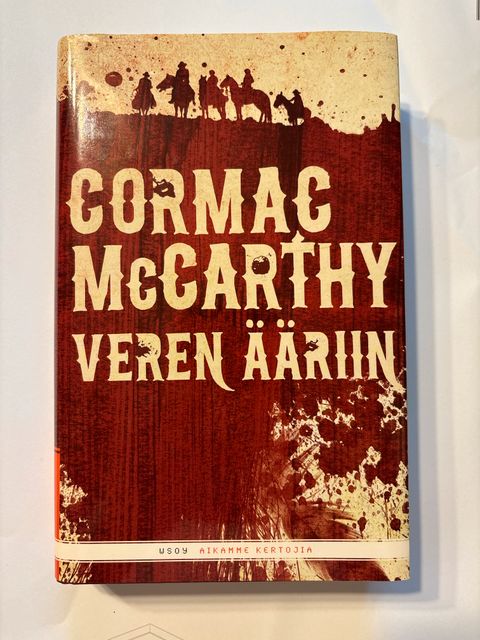 CORMAC
McCARTHY
VEREN ÄÄRIIN
WSOY AIKAMME KERTOJIA